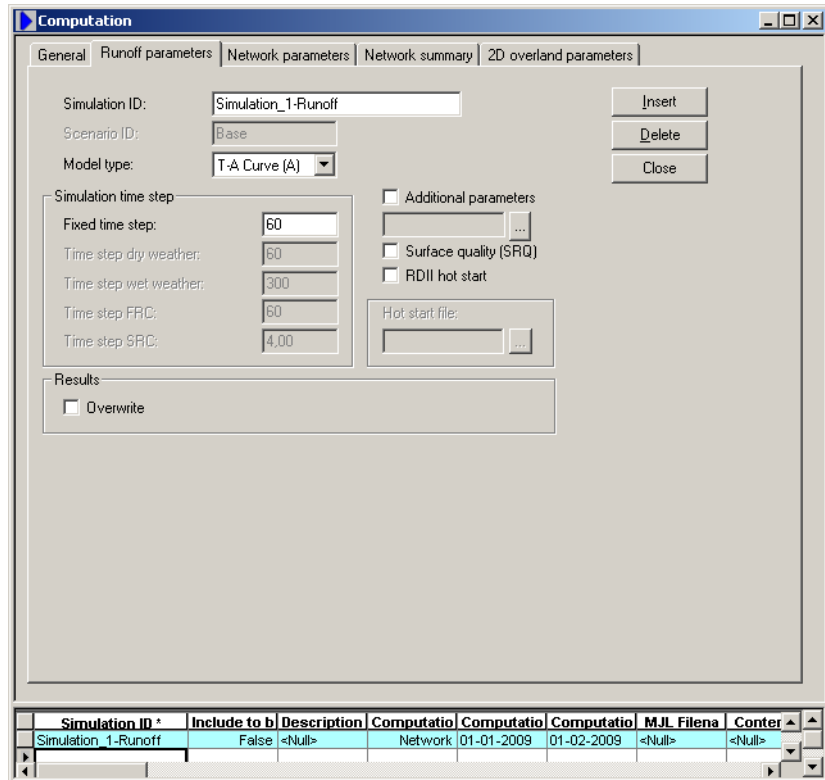 Computation
General Runoff parameters Network parameters Network summary 2D overland parameters
Simulation ID: Simulation_1-Runoff Insert
Scenario ID: Base Delete
Model type: T-A Curve (A) Close
Simulation time step Additional parameters
Fixed time step: 60 ...
Time step dry weather: 60 Surface quality (SRQ)
Time step wet weather: 300 RDII hot start
Time step FRC: 60 Hot start file:
Time step SRC: 4,00 ...
Results
Overwrite
Simulation ID * Include to b Description Computatio Computatio Computatio MJL Filena Conter
Simulation_1-Runoff False <Null> Network 01-01-2009 01-02-2009 <Null> <Null>